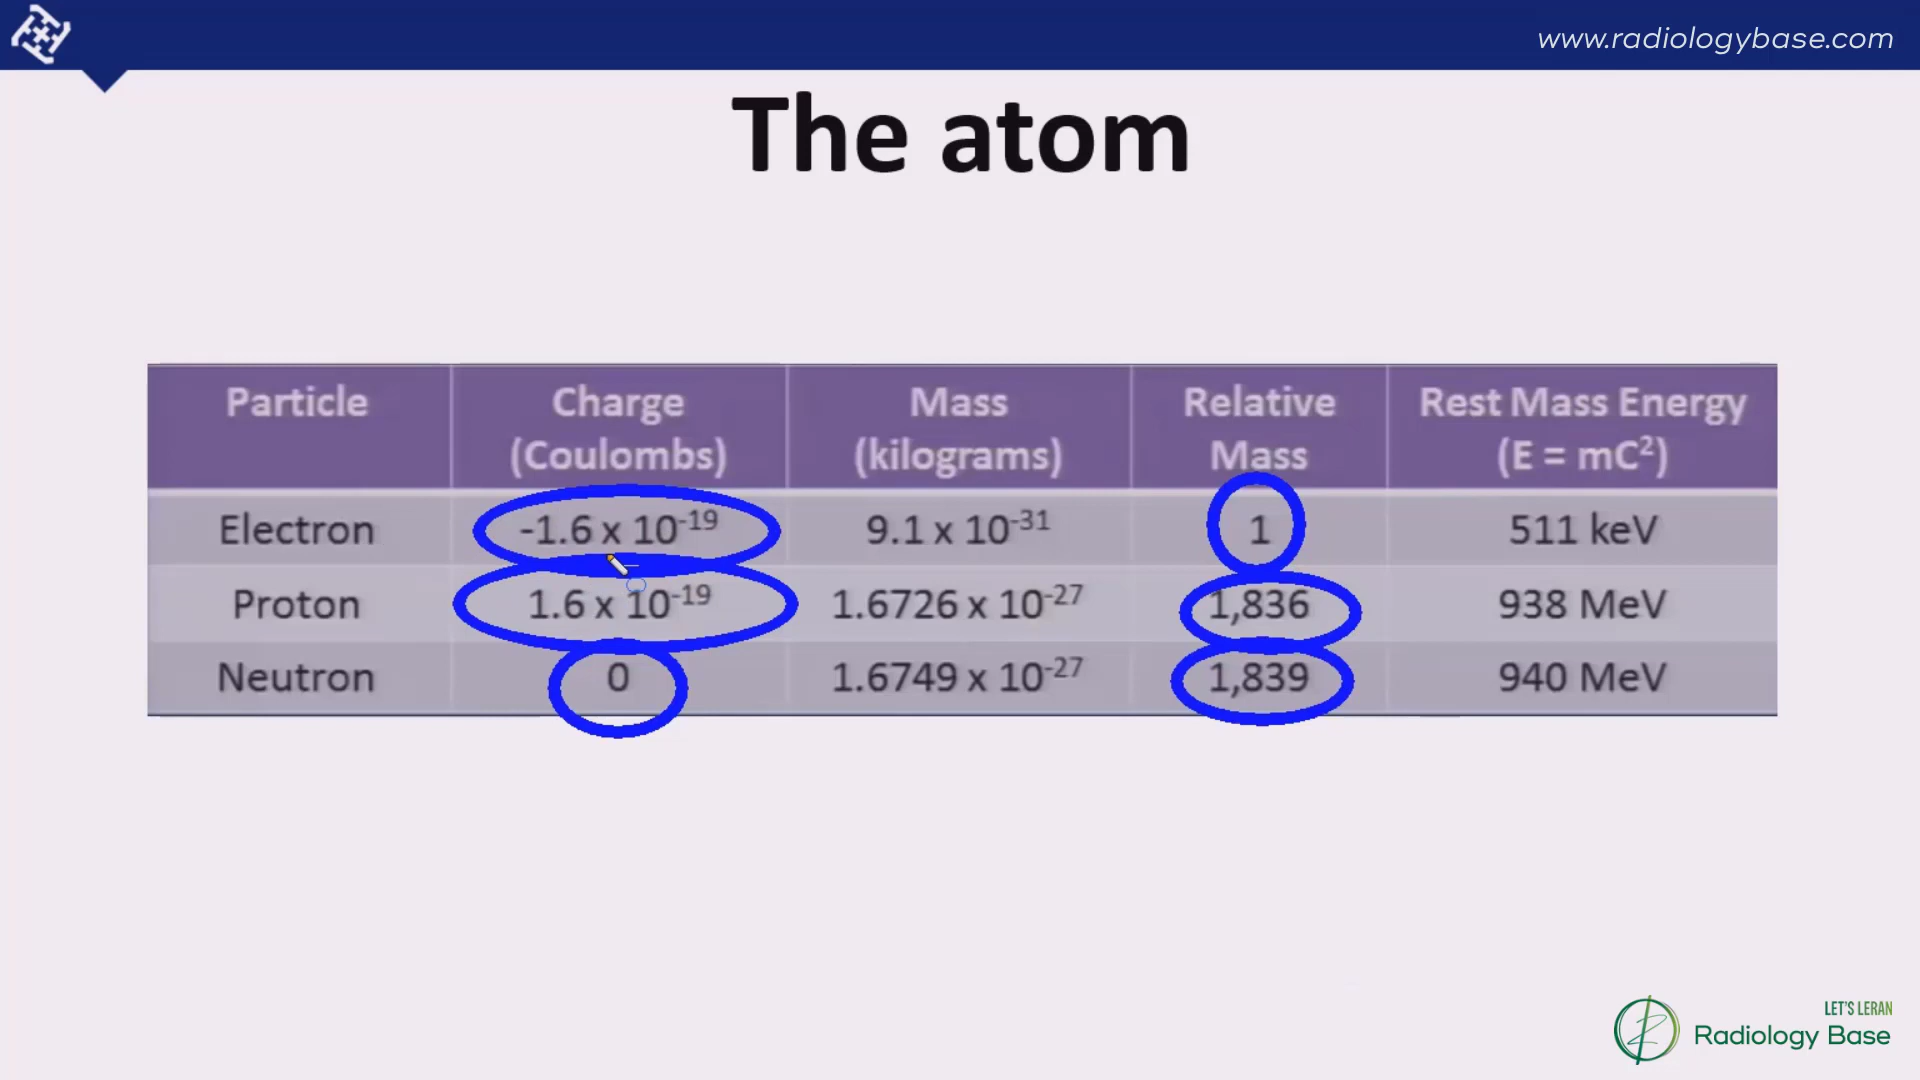 www.radiologybase.com
The atom
Particle Charge (Coulombs) Mass (kilograms) Relative Mass Rest Mass Energy (E = mC²)
Electron -1.6 x 10⁻¹⁹ 9.1 x 10⁻³¹ 1 511 keV
Proton 1.6 x 10⁻¹⁹ 1.6726 x 10⁻²⁷ 1,836 938 MeV
Neutron 0 1.6749 x 10⁻²⁷ 1,839 940 MeV
LET'S LERAN
Radiology Base